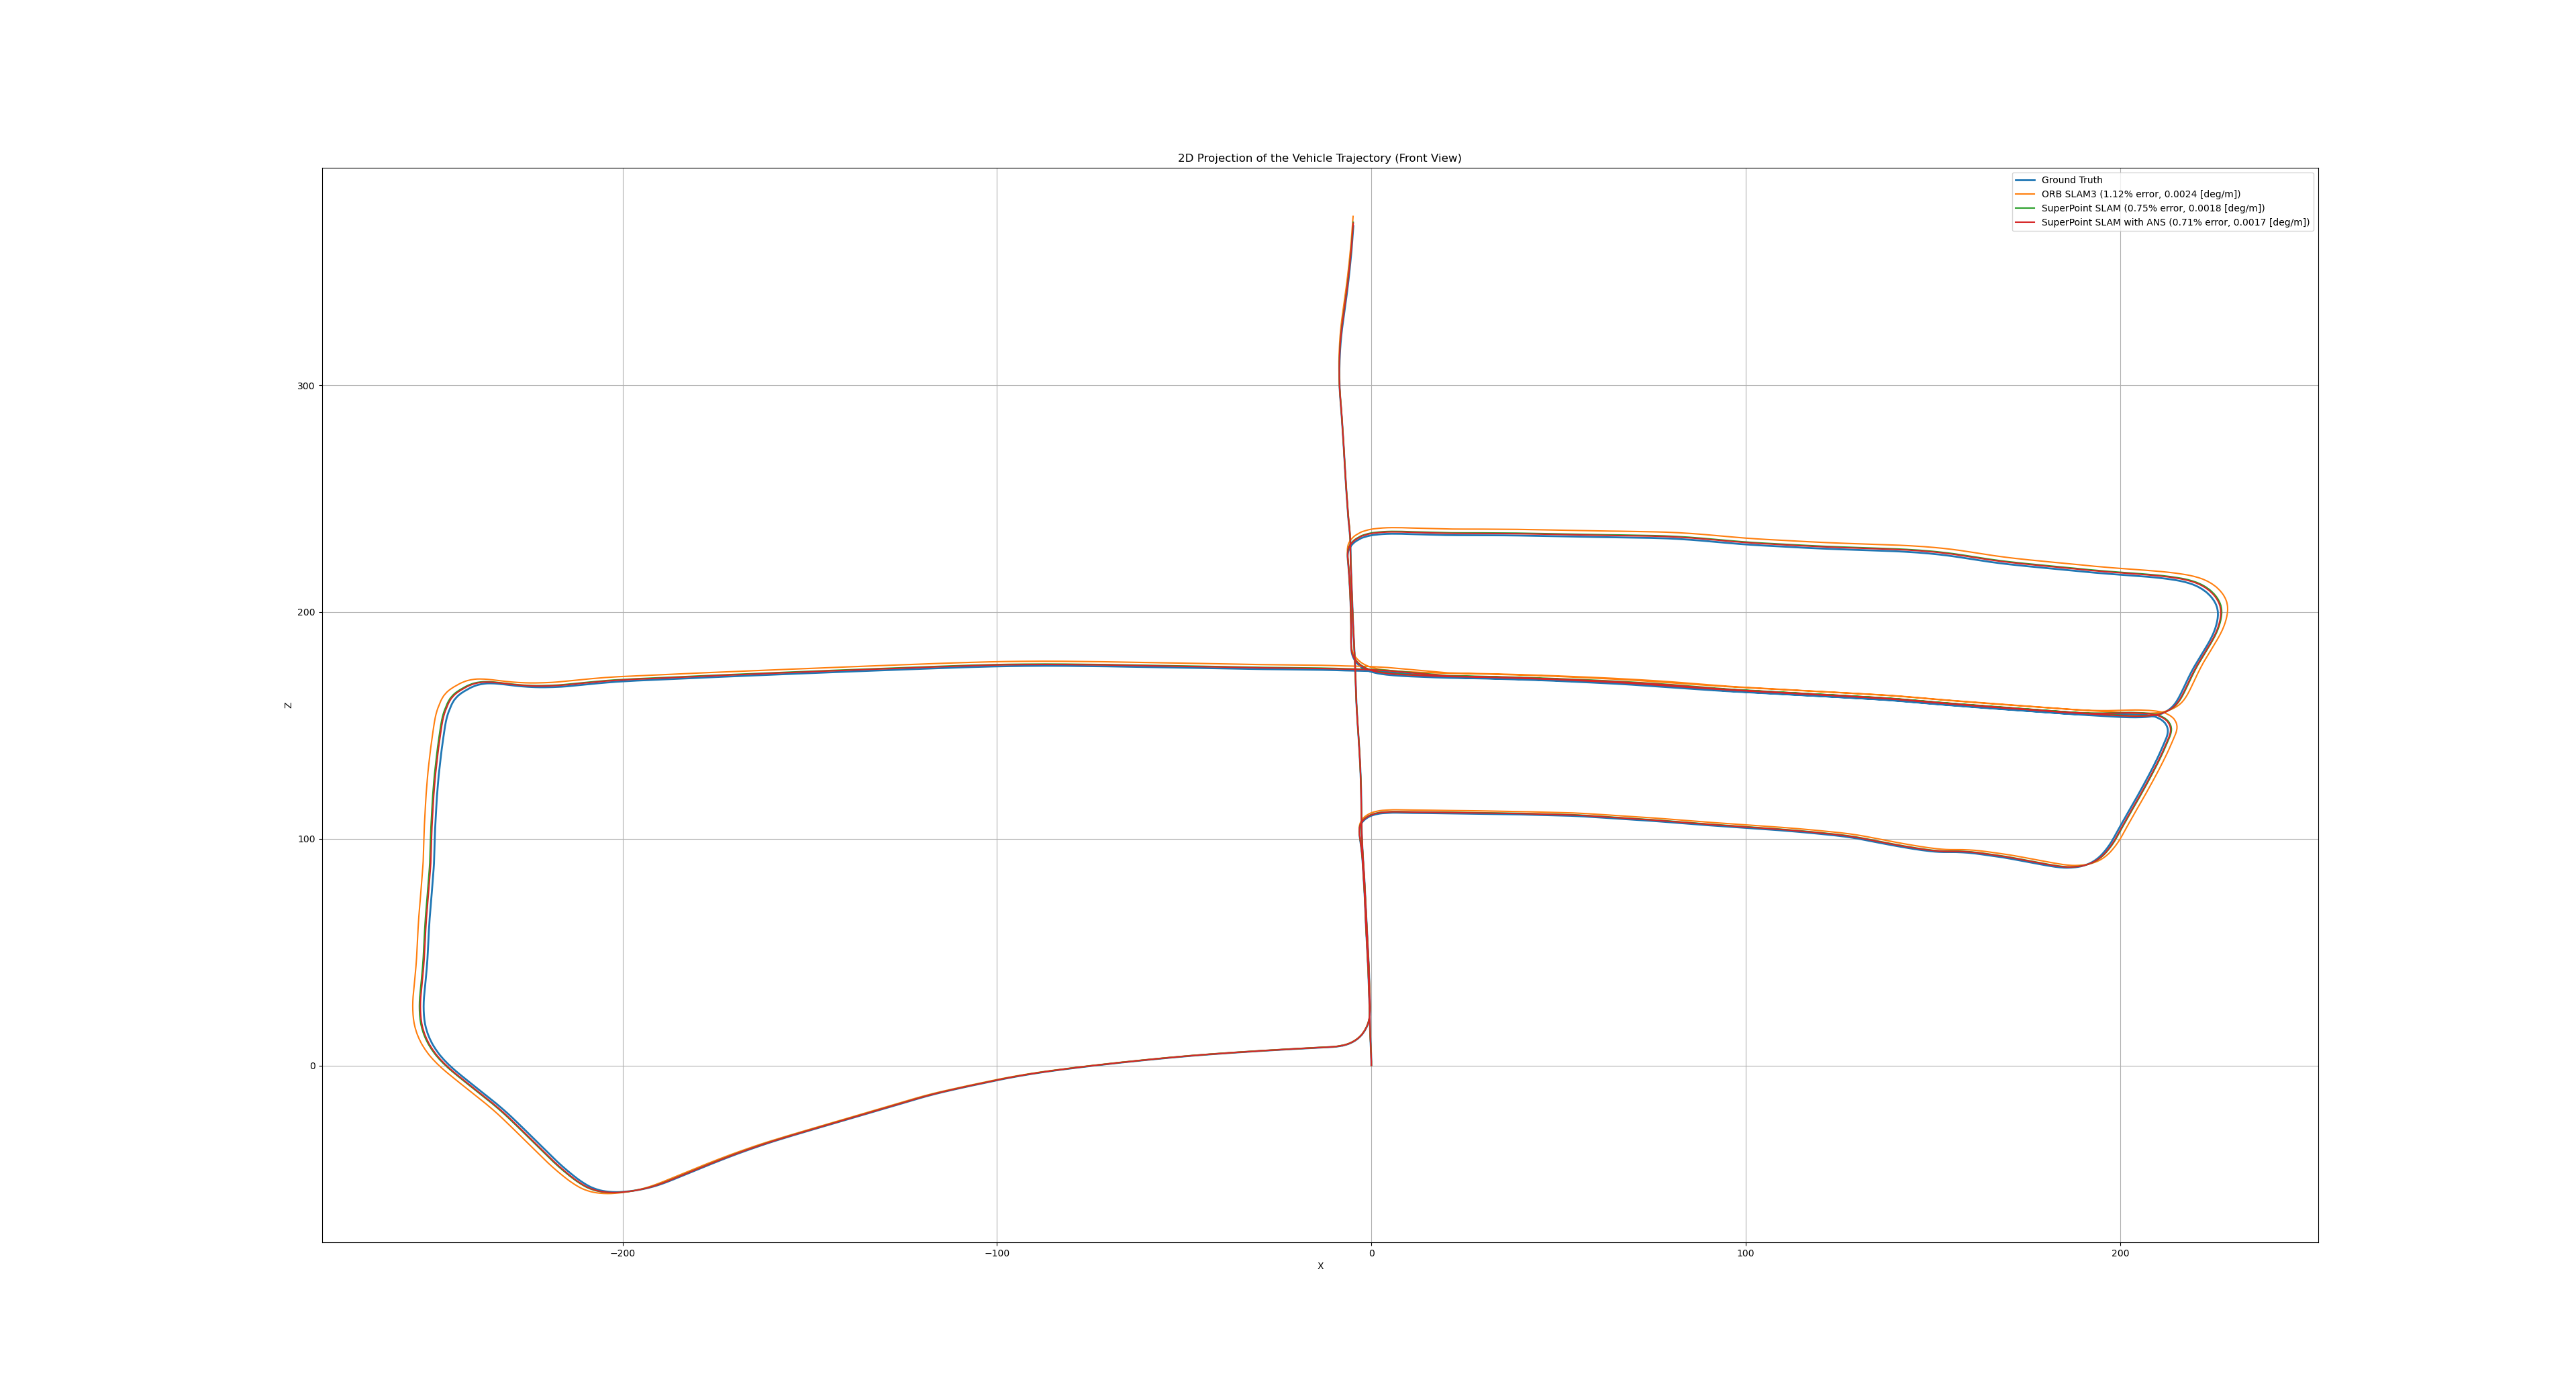 2D Projection of the Vehicle Trajectory (Front View)
Ground Truth
ORB SLAM3 (1.12% error, 0.0024 [deg/m])
SuperPoint SLAM (0.75% error, 0.0018 [deg/m])
SuperPoint SLAM with ANS (0.71% error, 0.0017 [deg/m])
300
200
Z
100
0
−200
−100
0
100
200
X